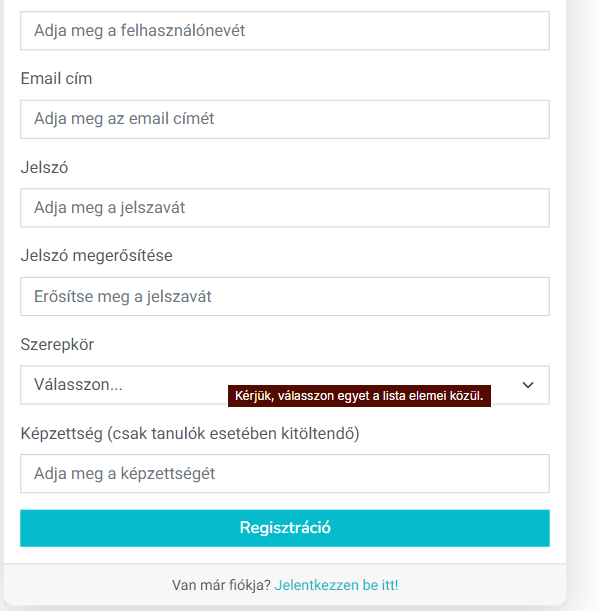 Adja meg a felhasználónevét
Email cím
Adja meg az email címét
Jelszó
Adja meg a jelszavát
Jelszó megerősítése
Erősítse meg a jelszavát
Szerepkör
Válasszon...
Kérjük, válasszon egyet a lista elemei közül.
Képzettség (csak tanulók esetében kitöltendő)
Adja meg a képzettségét
Regisztráció
Van már fiókja? Jelentkezzen be itt!